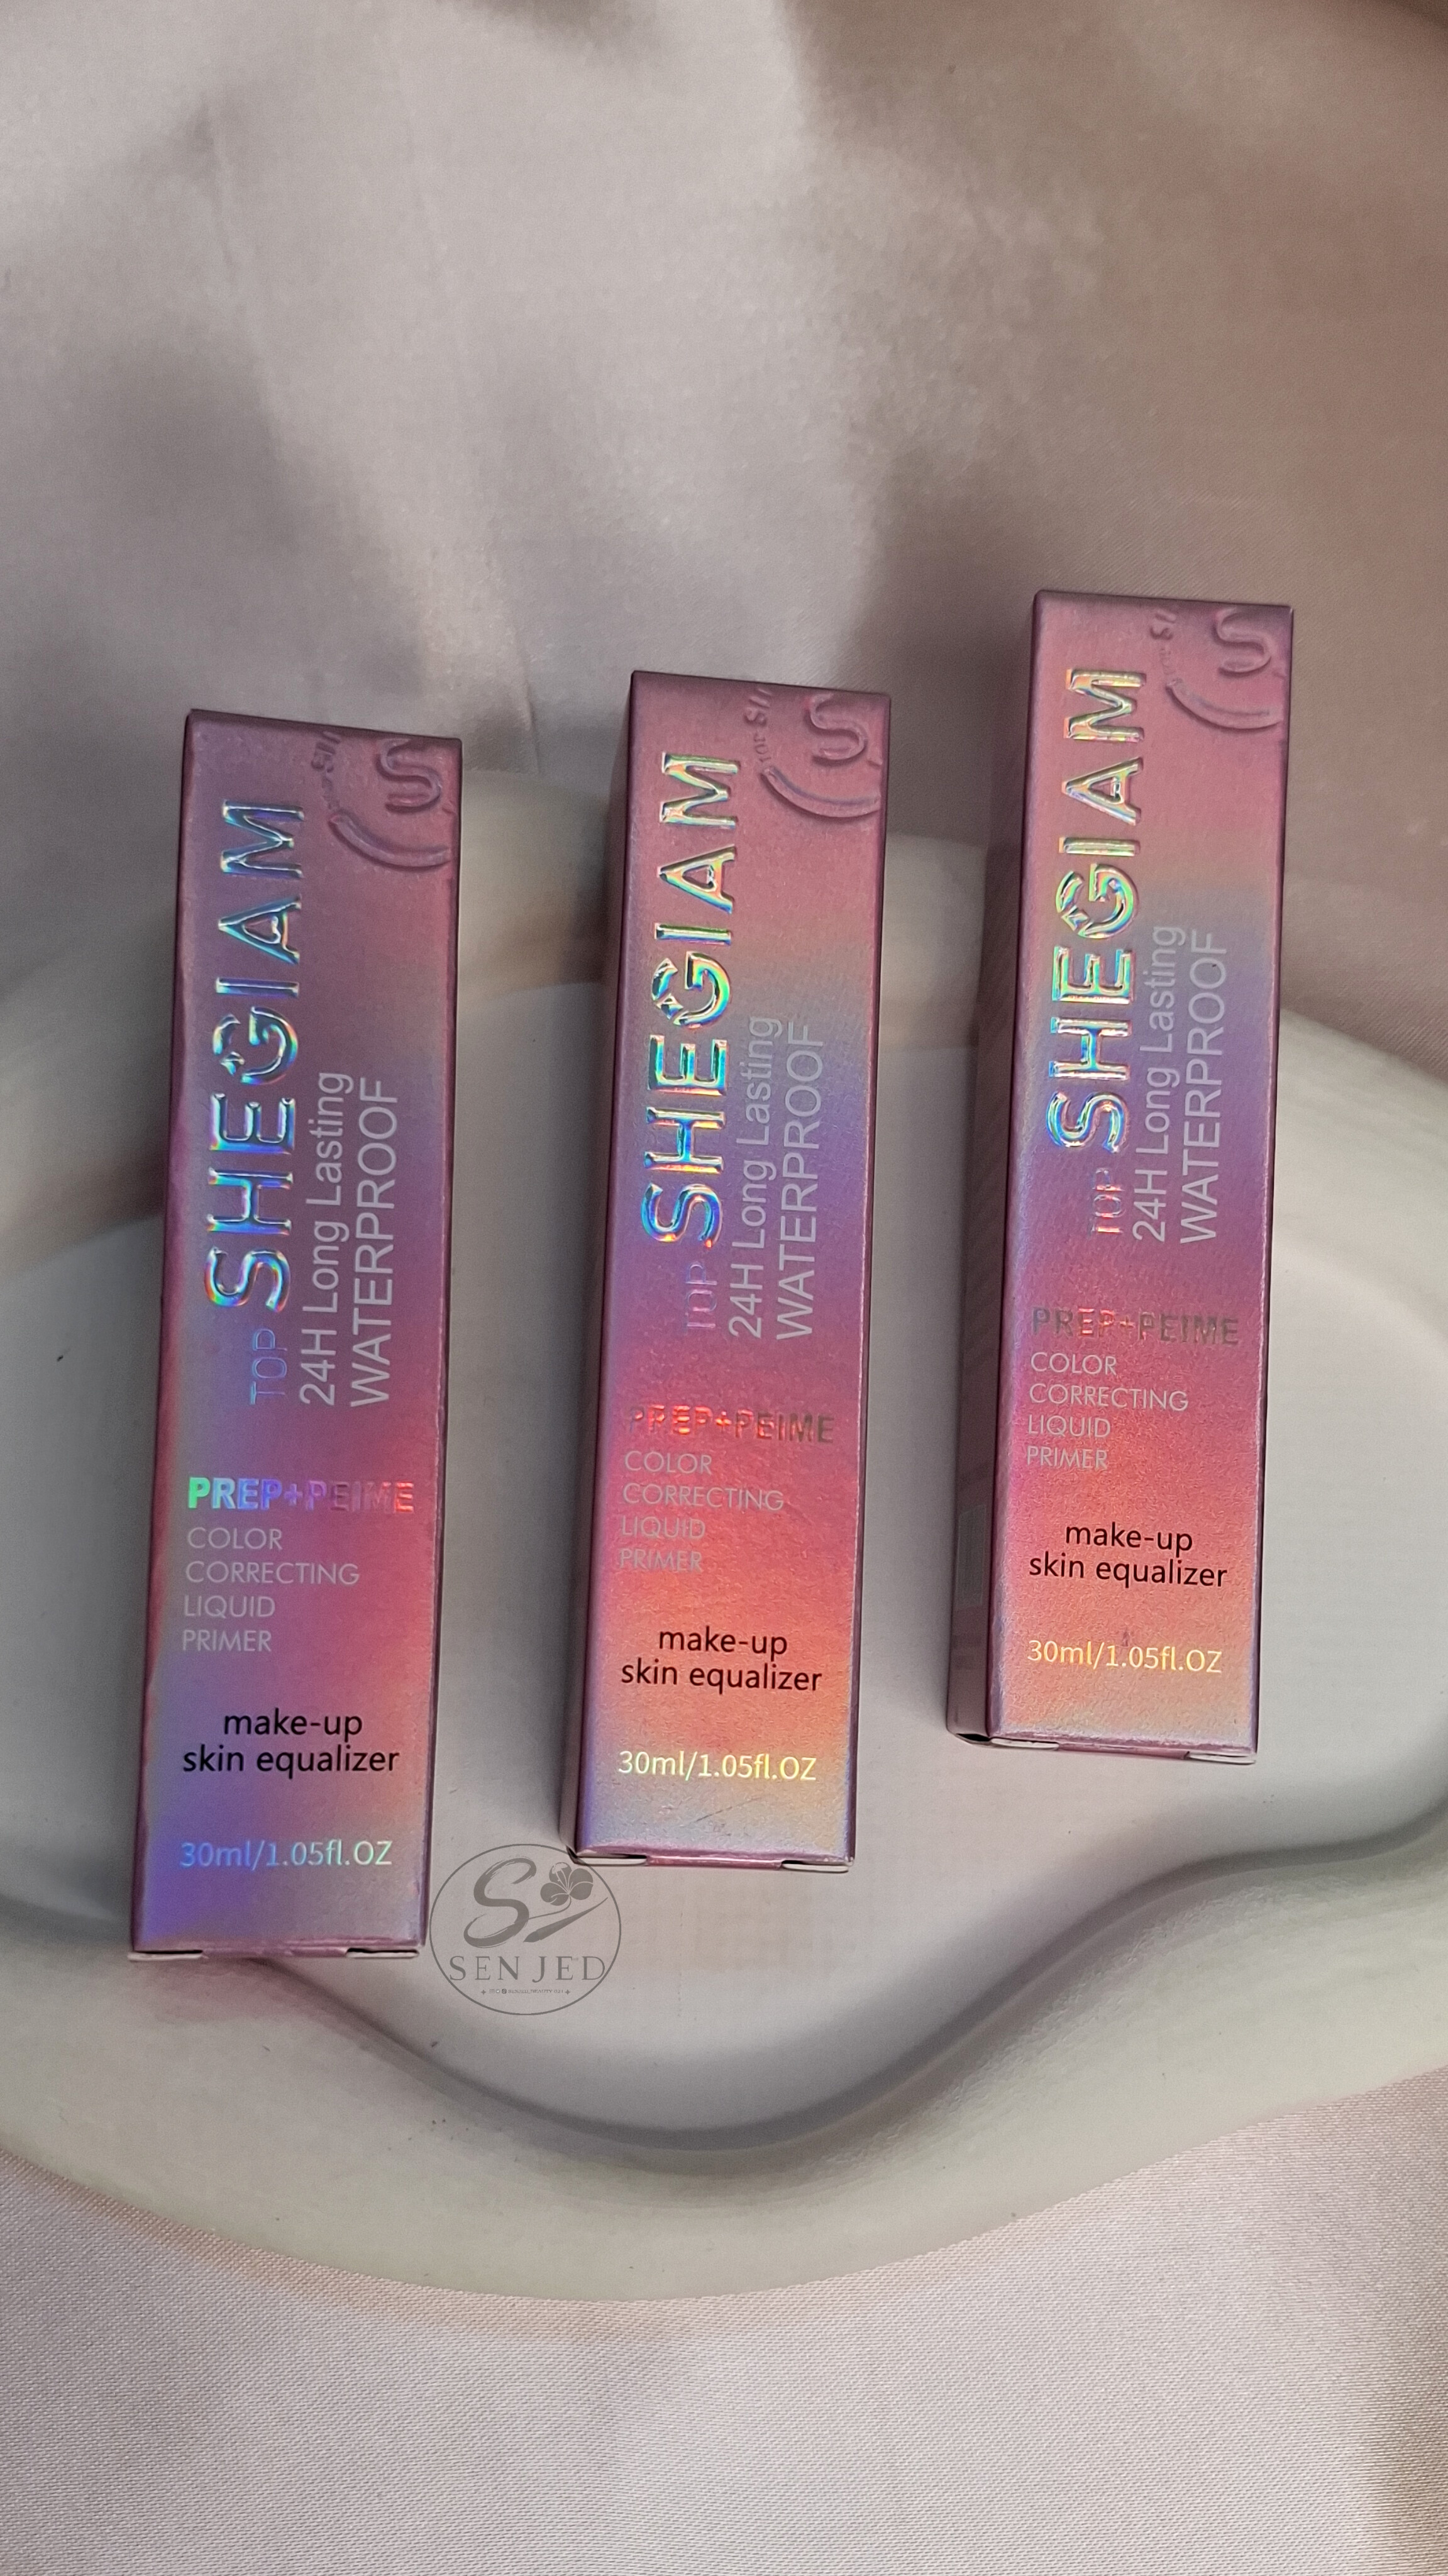 TOP SHEGIAM
24H Long Lasting
WATERPROOF
PREP+PEIME
COLOR
CORRECTING
LIQUID
PRIMER
make-up
skin equalizer
30ml/1.05fl.OZ
TOP SHEGIAM
24H Long Lasting
WATERPROOF
PREP+PEIME
COLOR
CORRECTING
LIQUID
PRIMER
make-up
skin equalizer
30ml/1.05fl.OZ
TOP SHEGIAM
24H Long Lasting
WATERPROOF
PREP+PEIME
COLOR
CORRECTING
LIQUID
PRIMER
make-up
skin equalizer
30ml/1.05fl.OZ
SENJED